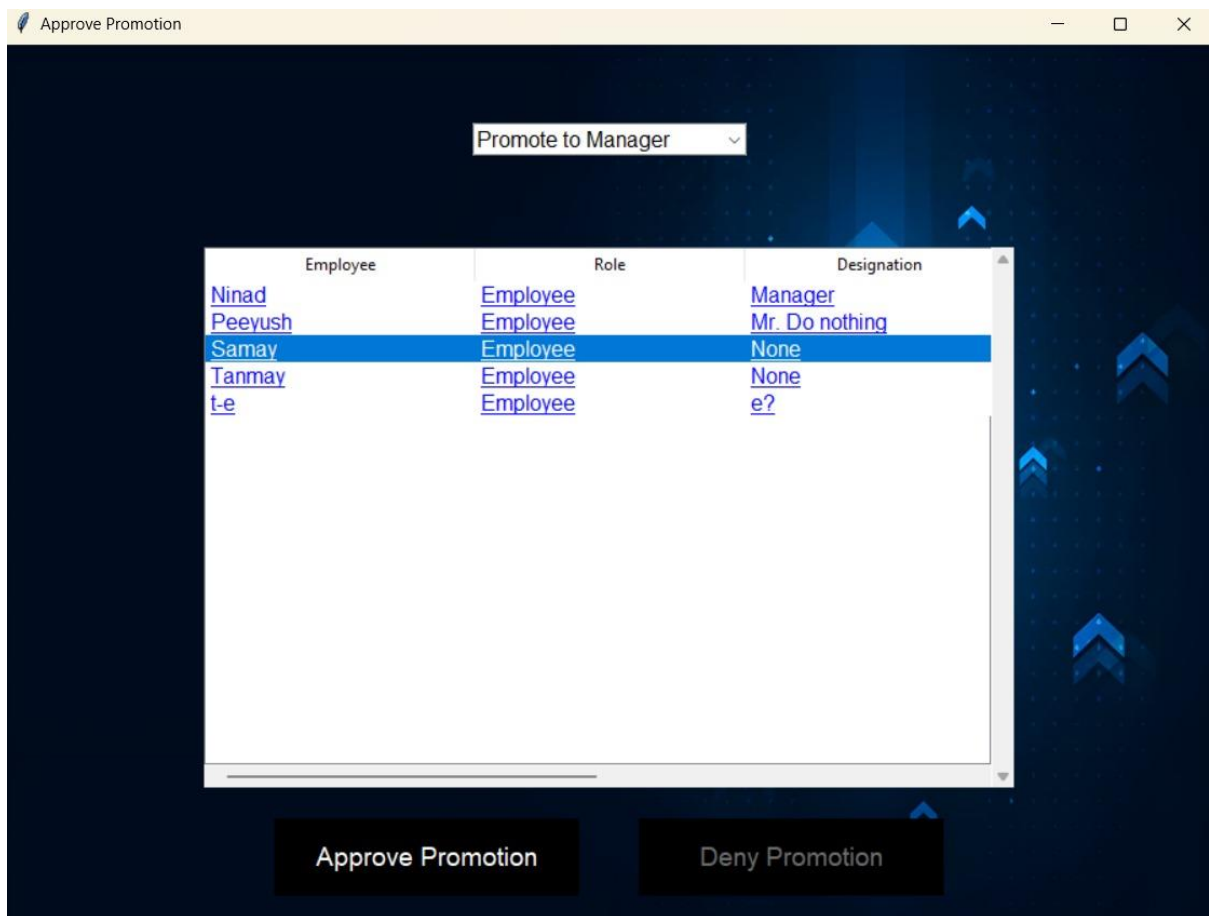 Approve Promotion
Promote to Manager
Employee Role Designation
Ninad Employee Manager
Peeyush Employee Mr. Do nothing
Samay Employee None
Tanmay Employee None
t-e Employee e?
Approve Promotion Deny Promotion